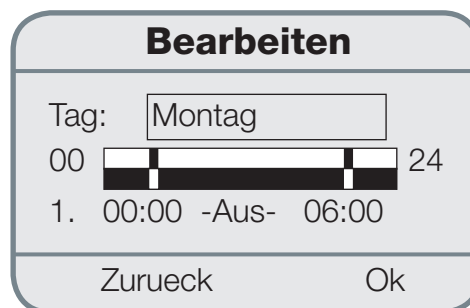 Bearbeiten
Tag: Montag
00 24
1. 00:00 -Aus- 06:00
Zurueck Ok